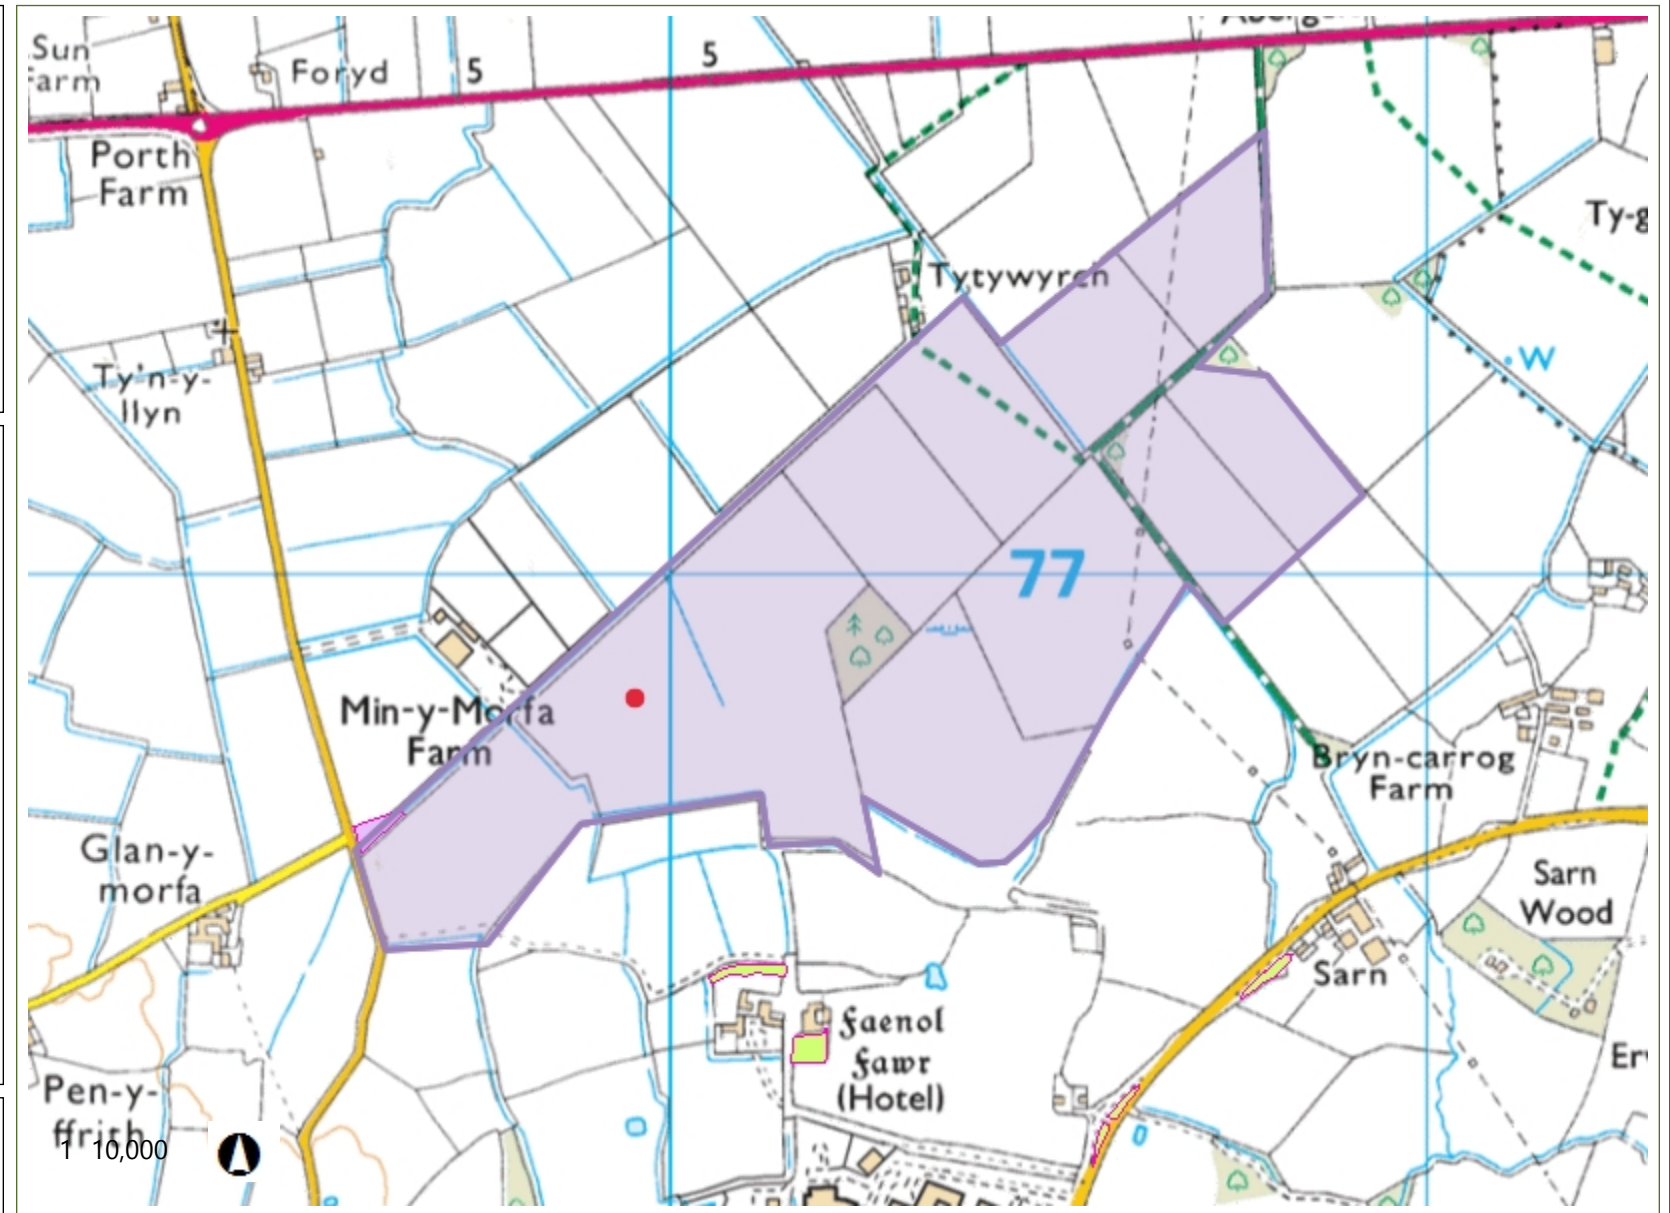 Sun
Farm
Foryd
5
5
Porth
Farm
Ty-g
Tytywyren
W
Ty'n-y-
llyn
77
Min-y-Morfa
Farm
Bryn-carrog
Farm
Glan-y-
morfa
Sarn
Wood
Sarn
Faenol
Fawr
(Hotel)
Er
Pen-y-
ffrith
1 10,000